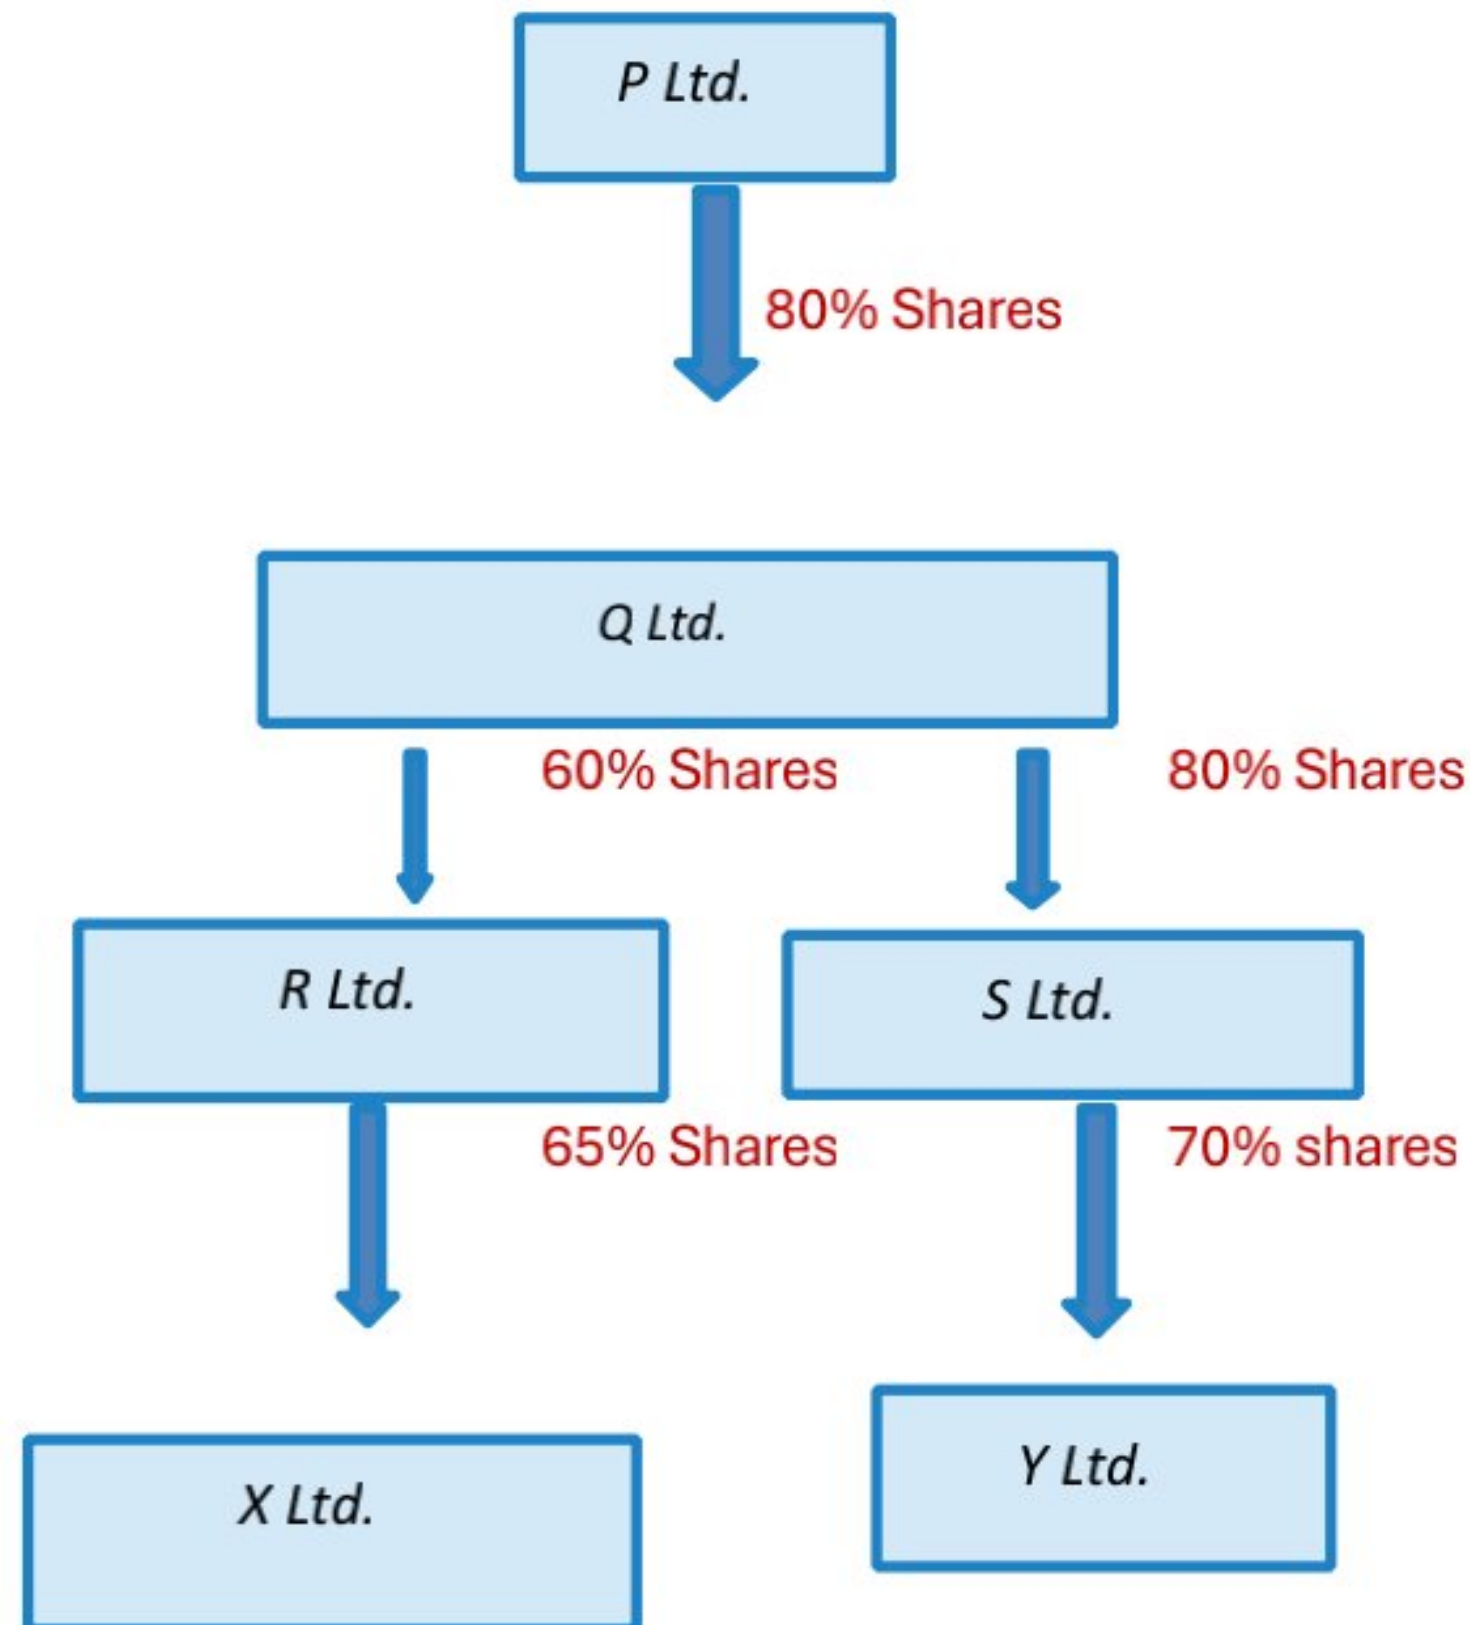 P Ltd.
80% Shares
Q Ltd.
60% Shares
80% Shares
R Ltd.
S Ltd.
65% Shares
70% shares
Y Ltd.
X Ltd.